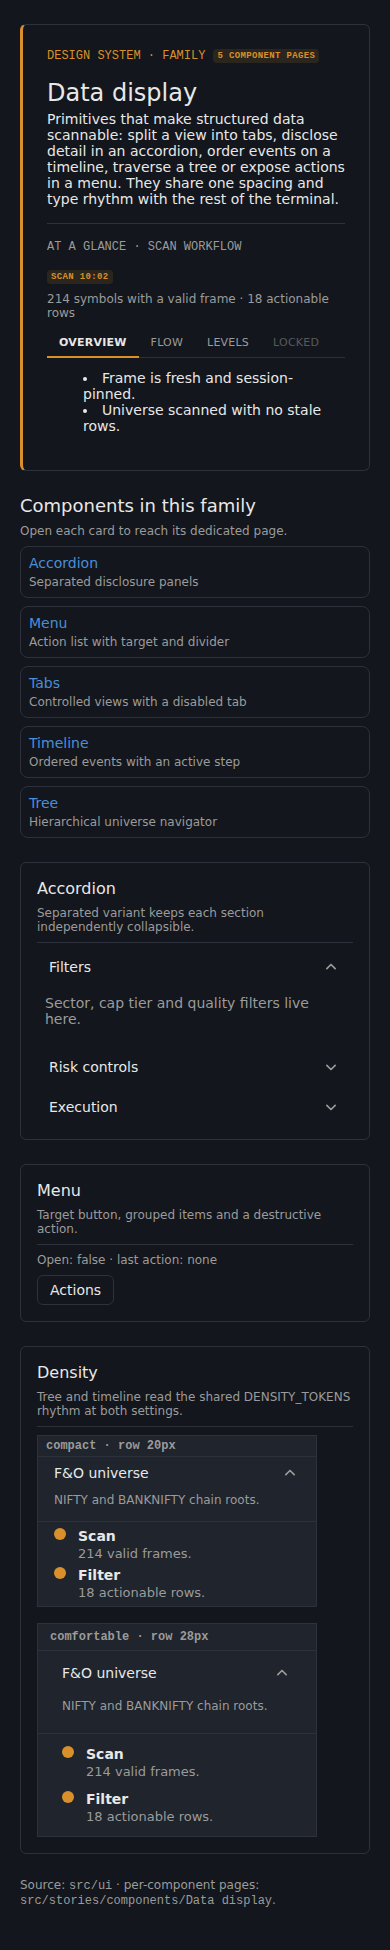 DESIGN SYSTEM · FAMILY 5 COMPONENT PAGES
Data display
Primitives that make structured data
scannable: split a view into tabs, disclose
detail in an accordion, order events on a
timeline, traverse a tree or expose actions
in a menu. They share one spacing and
type rhythm with the rest of the terminal.
AT A GLANCE · SCAN WORKFLOW
SCAN 10:02
214 symbols with a valid frame · 18 actionable
rows
OVERVIEW FLOW LEVELS LOCKED
• Frame is fresh and session-
pinned.
• Universe scanned with no stale
rows.
Components in this family
Open each card to reach its dedicated page.
Accordion
Separated disclosure panels
Menu
Action list with target and divider
Tabs
Controlled views with a disabled tab
Timeline
Ordered events with an active step
Tree
Hierarchical universe navigator
Accordion
Separated variant keeps each section
independently collapsible.
Filters
Sector, cap tier and quality filters live
here.
Risk controls
Execution
Menu
Target button, grouped items and a destructive
action.
Open: false · last action: none
Actions
Density
Tree and timeline read the shared DENSITY_TOKENS
rhythm at both settings.
compact · row 20px
F&O universe
NIFTY and BANKNIFTY chain roots.
Scan
214 valid frames.
Filter
18 actionable rows.
comfortable · row 28px
F&O universe
NIFTY and BANKNIFTY chain roots.
Scan
214 valid frames.
Filter
18 actionable rows.
Source: src/ui · per-component pages:
src/stories/components/Data display.